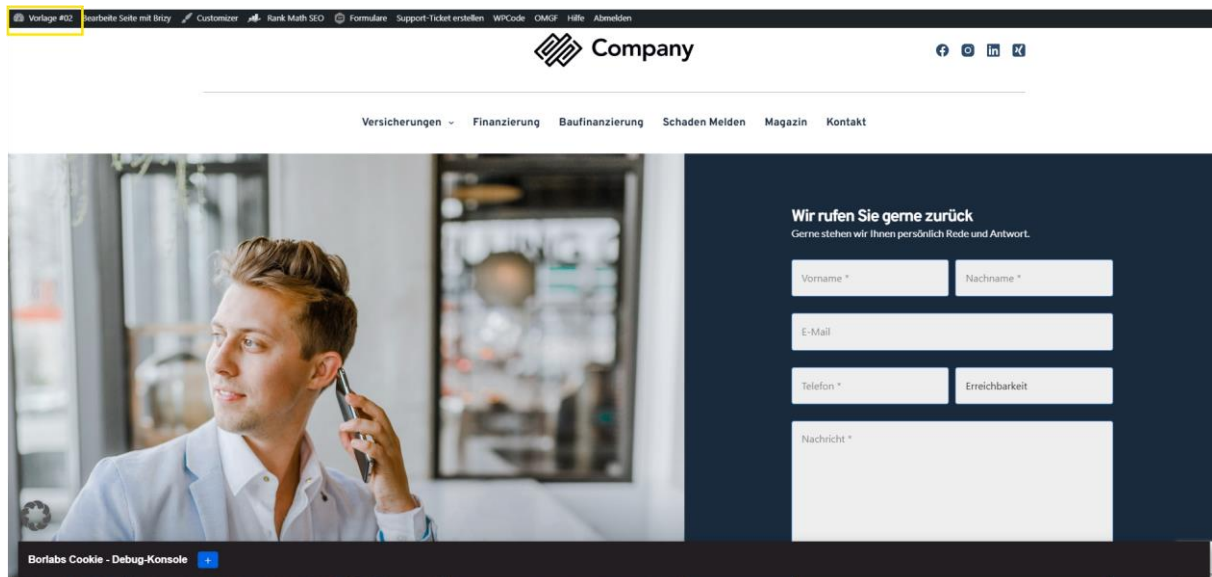 Vorlage #02 Bearbeite Seite mit Brizy Customizer Rank Math SEO Formulare Support-Ticket erstellen WPCode OMGF Hilfe Abmelden
Company
Versicherungen Finanzierung Baufinanzierung Schaden Melden Magazin Kontakt
Wir rufen Sie gerne zurück
Gerne stehen wir Ihnen persönlich Rede und Antwort.
Vorname * Nachname *
E-Mail
Telefon * Erreichbarkeit
Nachricht *
Borlabs Cookie - Debug-Konsole +